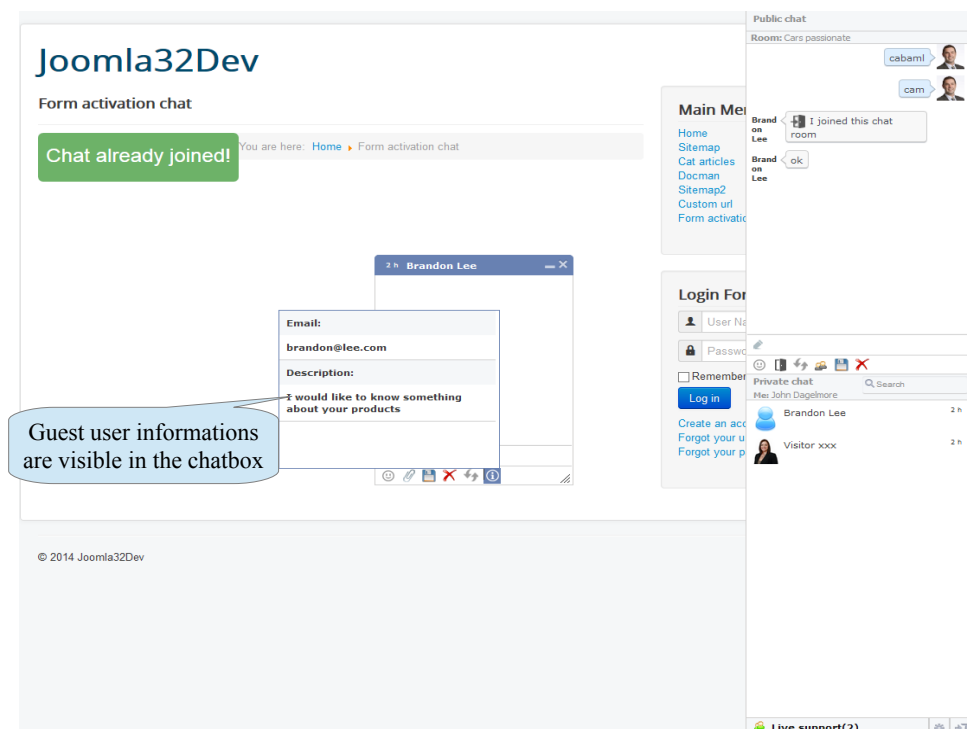 Joomla32Dev
Form activation chat
Chat already joined!
You are here: Home Form activation chat
Main Me
Home
Sitemap
Cat articles
Docman
Sitemap2
Custom url
Form activatio
Login For
User Na
Passwo
Remember
Log in
Create an acc
Forgot your u
Forgot your p
2 h Brandon Lee
Email:
brandon@lee.com
Description:
I would like to know something
about your products
Guest user informations
are visible in the chatbox
© 2014 Joomla32Dev
Public chat
Room: Cars passionate
cabaml
cam
Brand
on
Lee
I joined this chat
room
Brand
on
Lee
ok
Private chat
Search
Me: John Dagelmore
Brandon Lee
2 h
Visitor xxx
2 h
Live support(2)